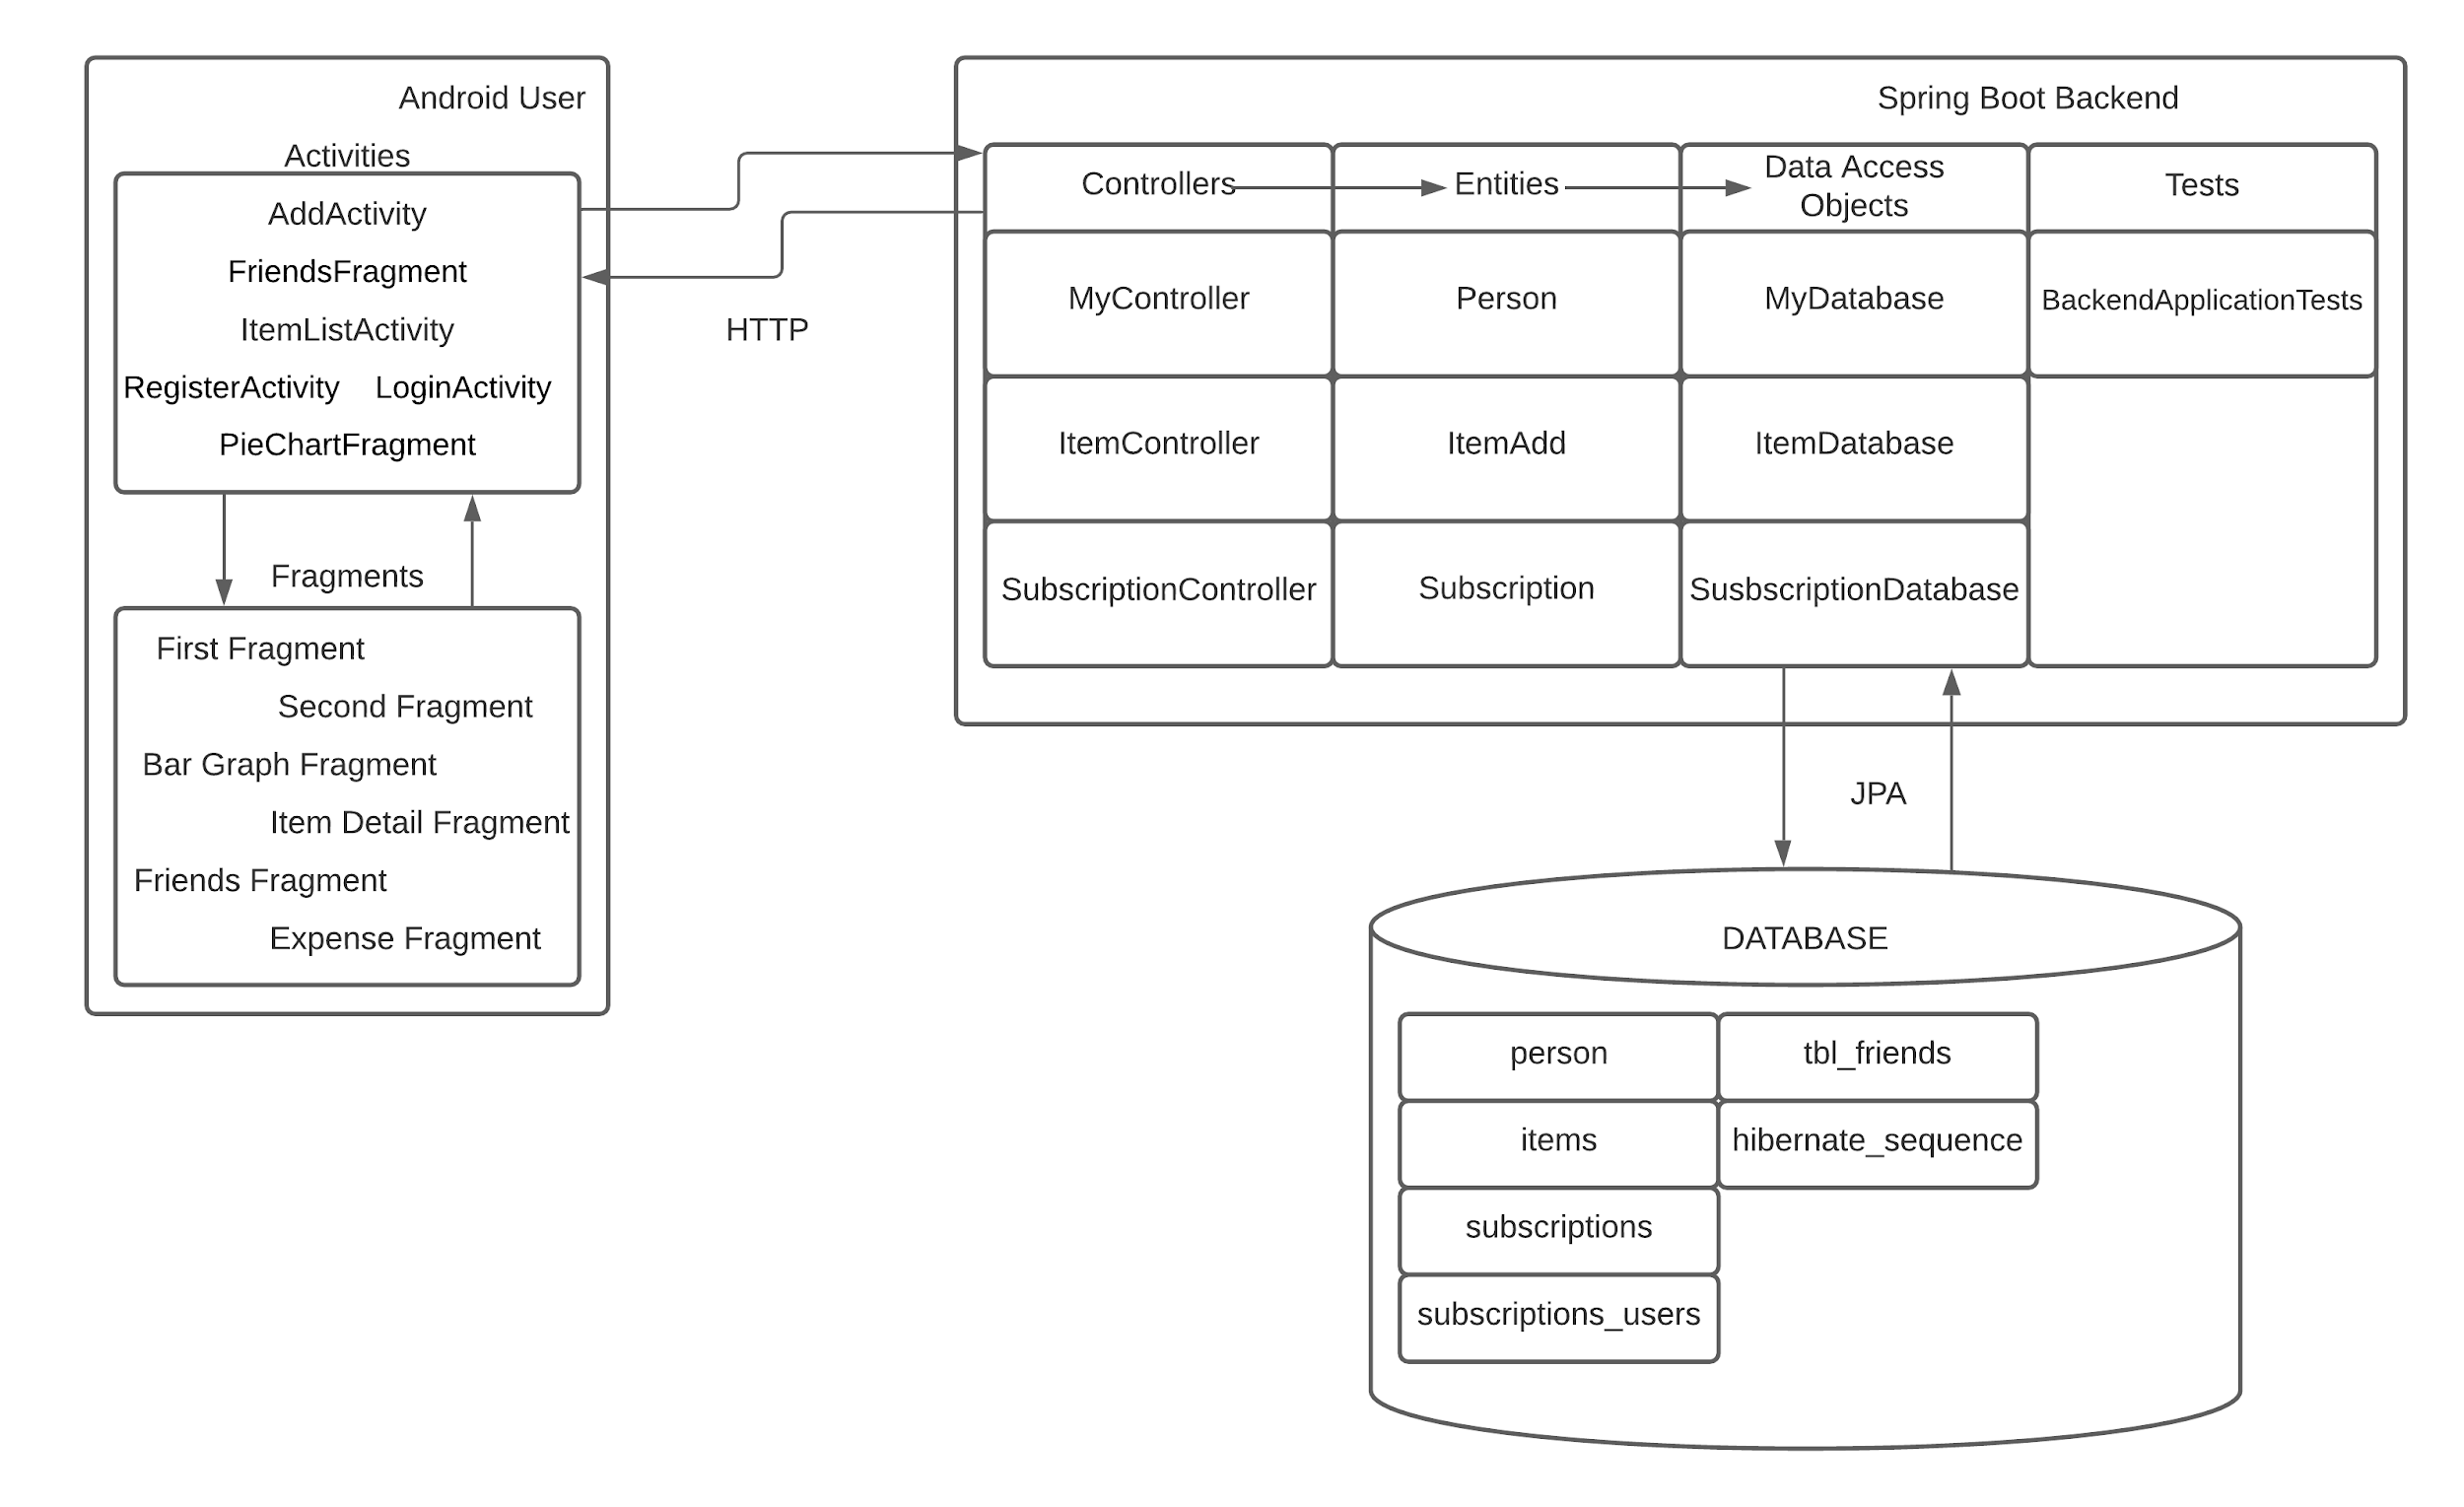 Android User
Activities
AddActivity
FriendsFragment
ItemListActivity
RegisterActivity LoginActivity
PieChartFragment
Fragments
First Fragment
Second Fragment
Bar Graph Fragment
Item Detail Fragment
Friends Fragment
Expense Fragment
HTTP
Spring Boot Backend
Controllers
Entities
Data Access
Objects
Tests
MyController
Person
MyDatabase
BackendApplicationTests
ItemController
ItemAdd
ItemDatabase
SubscriptionController
Subscription
SusbscriptionDatabase
JPA
DATABASE
person
tbl_friends
items
hibernate_sequence
subscriptions
subscriptions_users